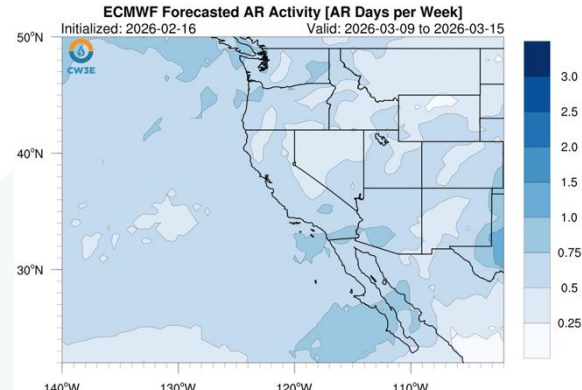 ECMWF Forecasted AR Activity [AR Days per Week]
Initialized: 2026-02-16 Valid: 2026-03-09 to 2026-03-15
50°N
CW3E
40°N
30°N
140°W 130°W 120°W 110°W
3.0
2.5
2.0
1.5
1.0
0.75
0.5
0.25